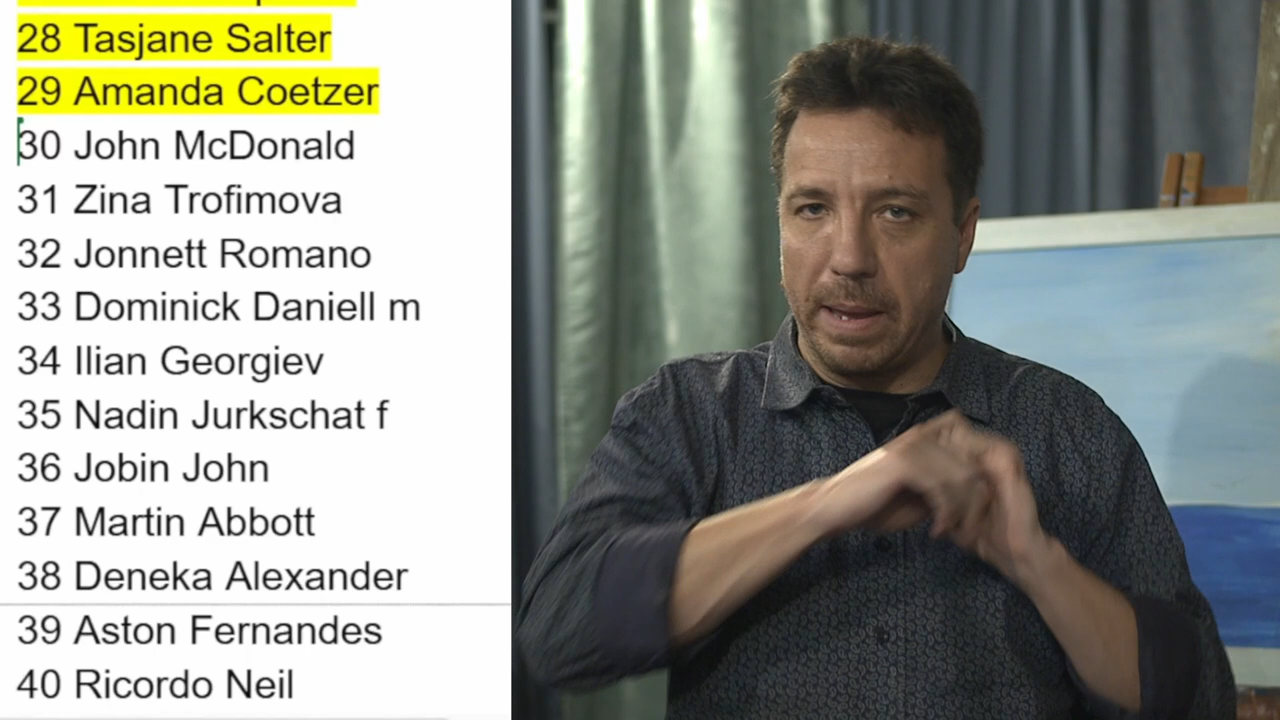 28 Tasjane Salter
29 Amanda Coetzer
30 John McDonald
31 Zina Trofimova
32 Jonnett Romano
33 Dominick Daniell m
34 Ilian Georgiev
35 Nadin Jurkschat f
36 Jobin John
37 Martin Abbott
38 Deneka Alexander
39 Aston Fernandes
40 Ricordo Neil